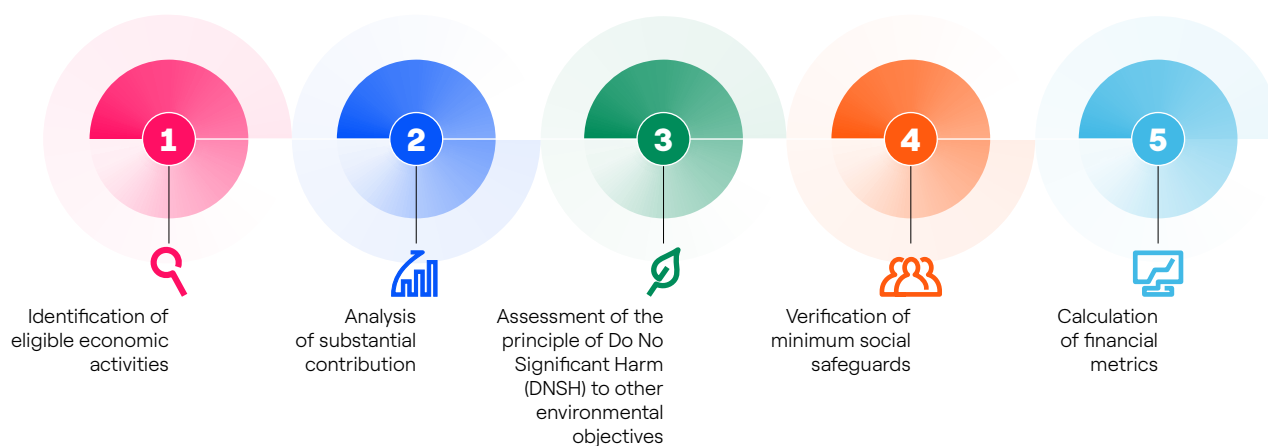 1
2
3
4
5
Identification of
eligible economic
activities
Analysis
of substantial
contribution
Assessment of the
principle of Do No
Significant Harm
(DNSH) to other
environmental
objectives
Verification of
minimum social
safeguards
Calculation
of financial
metrics